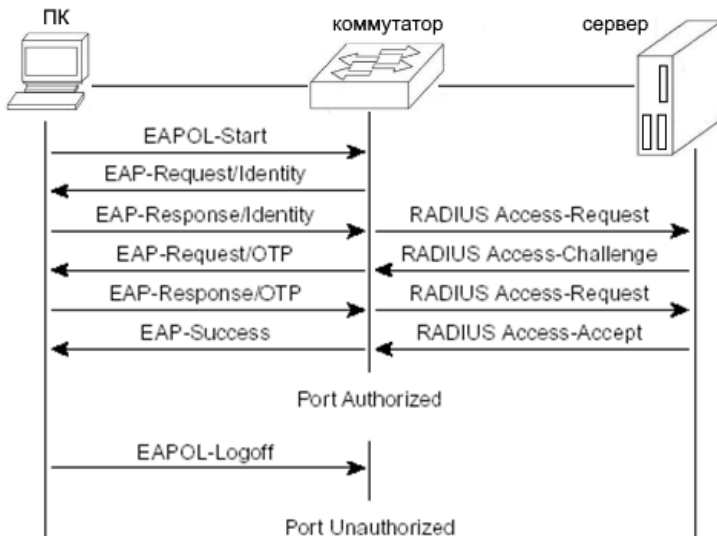 ПК
коммутатор
сервер
EAPOL-Start
EAP-Request/Identity
EAP-Response/Identity
RADIUS Access-Request
EAP-Request/OTP
RADIUS Access-Challenge
EAP-Response/OTP
RADIUS Access-Request
EAP-Success
RADIUS Access-Accept
Port Authorized
EAPOL-Logoff
Port Unauthorized